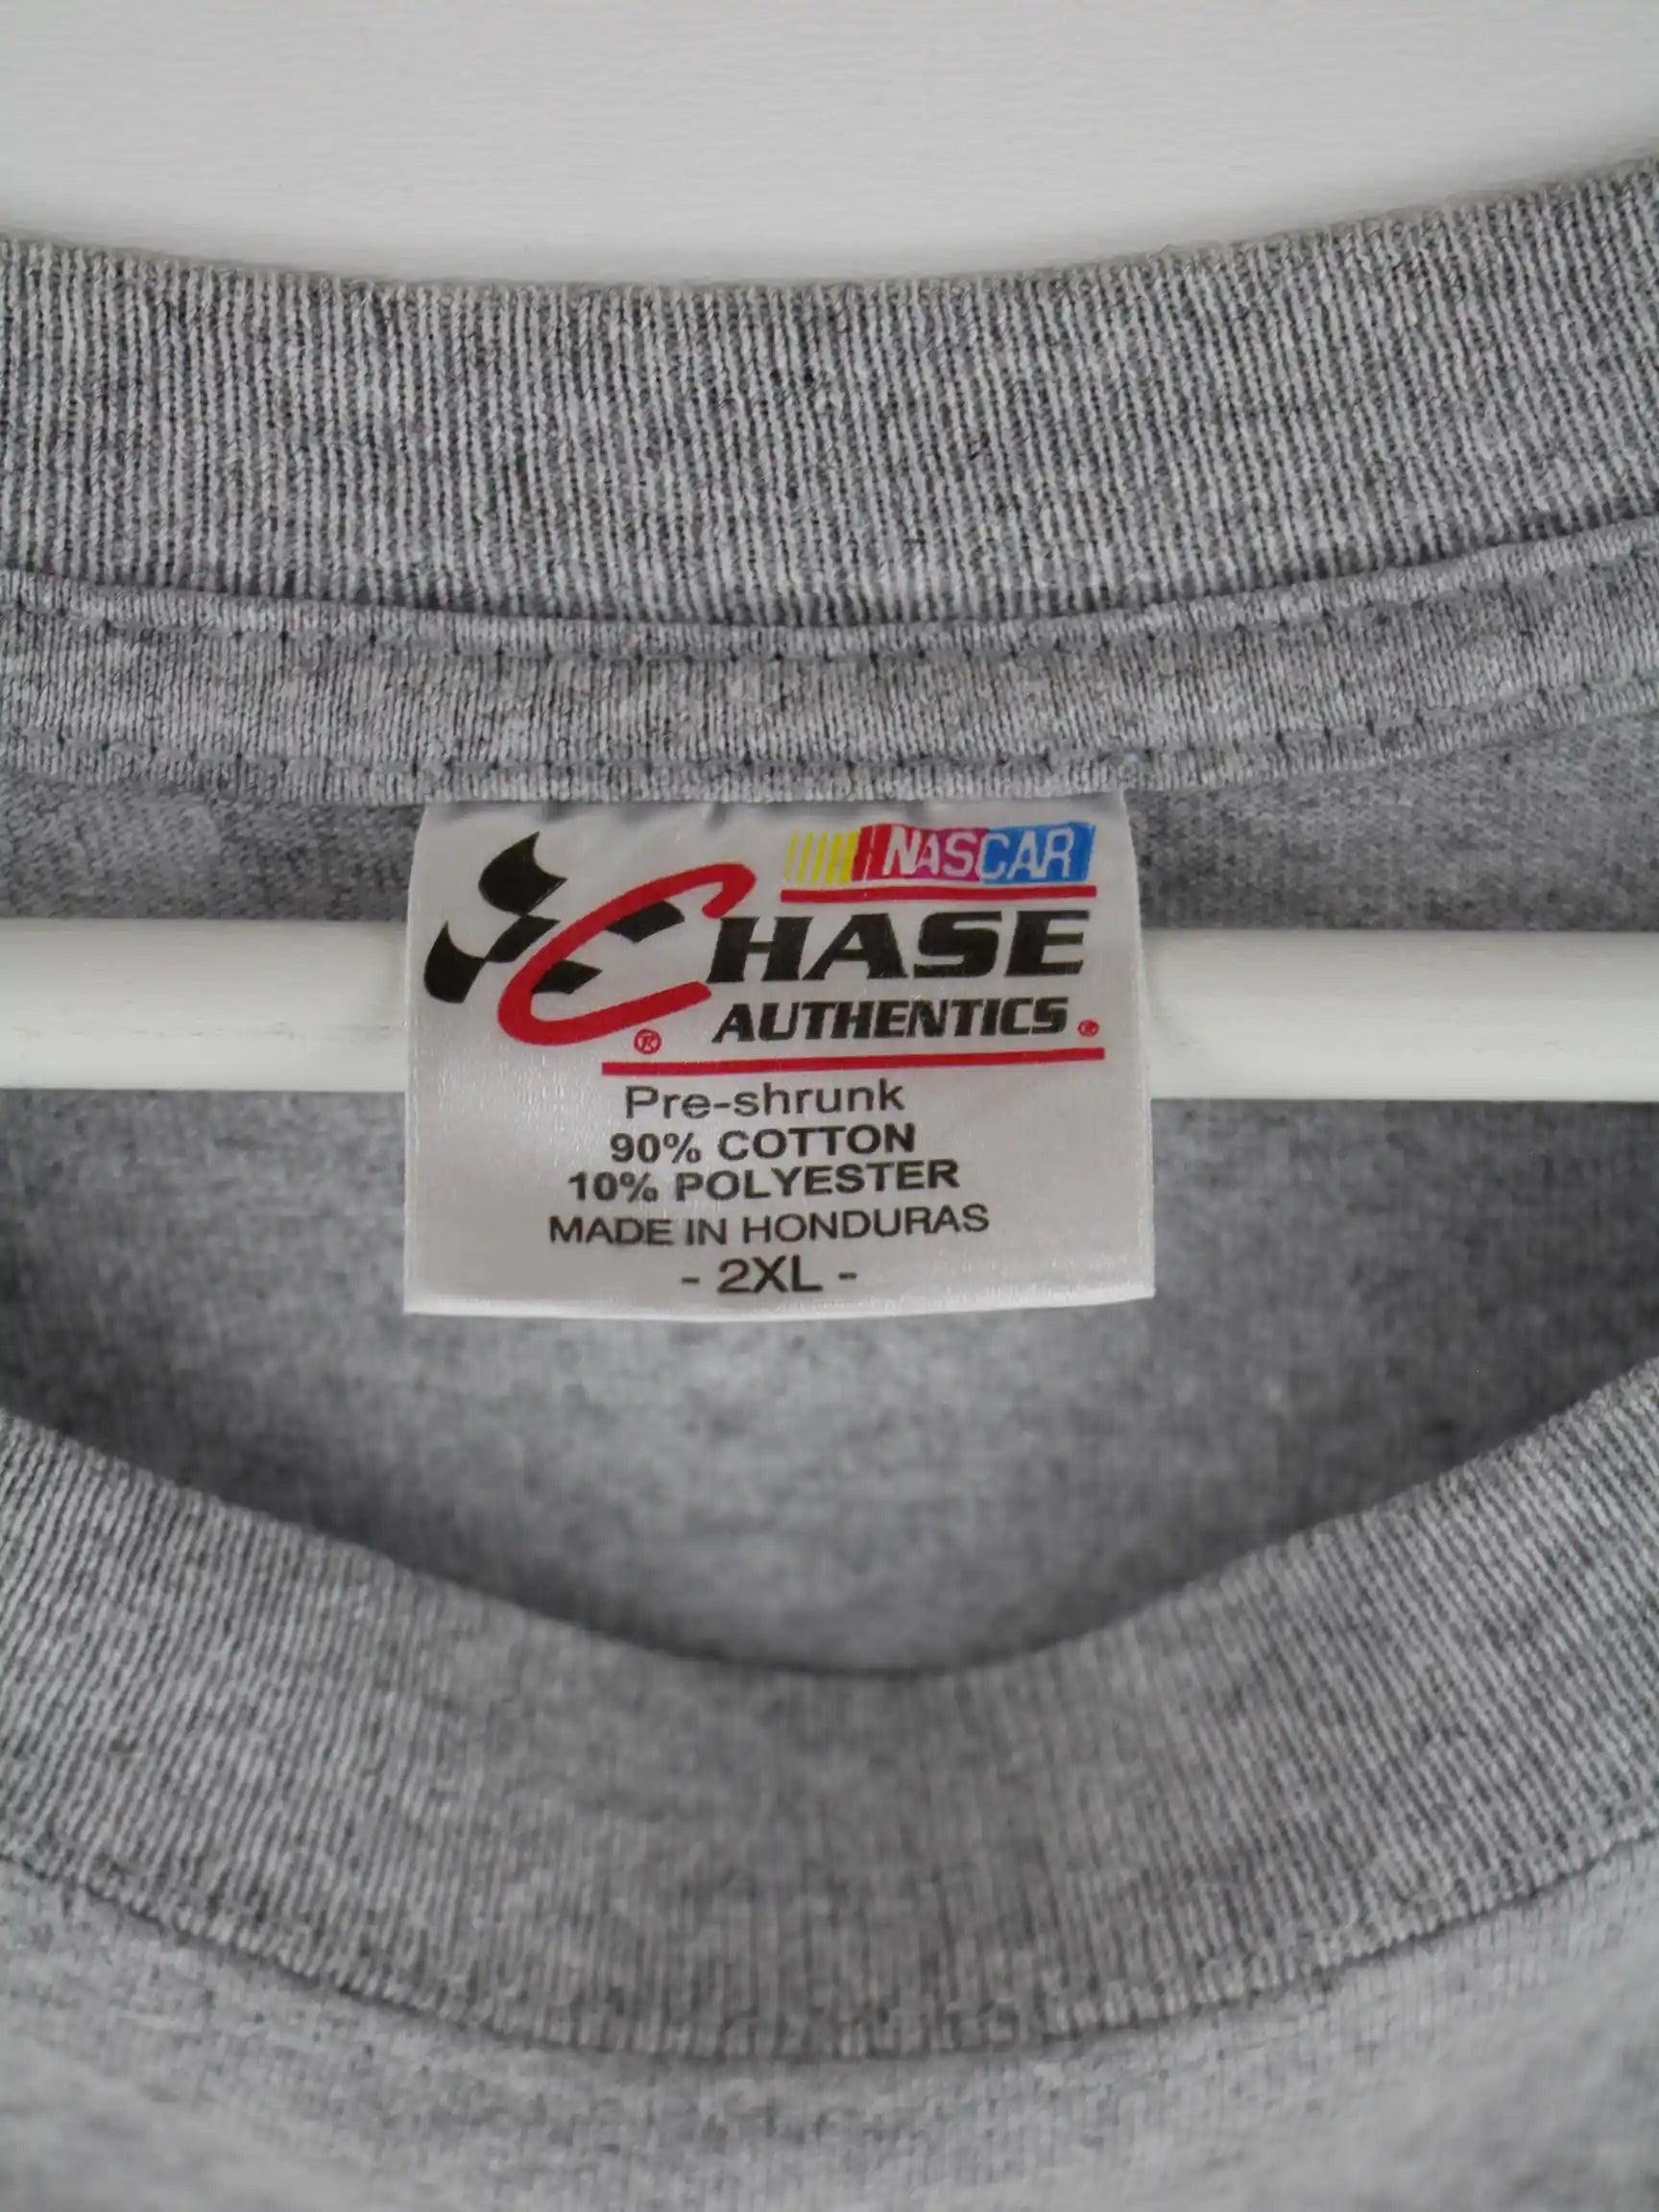 NASCAR
CHASE
AUTHENTICS®
®
Pre-shrunk
90% COTTON
10% POLYESTER
MADE IN HONDURAS
- 2XL -